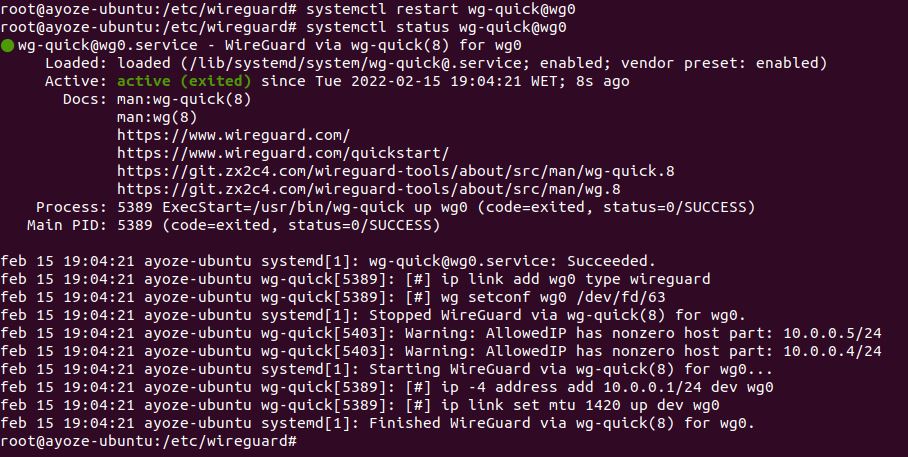 root@ayoze-ubuntu:/etc/wireguard# systemctl restart wg-quick@wg0
root@ayoze-ubuntu:/etc/wireguard# systemctl status wg-quick@wg0
● wg-quick@wg0.service - WireGuard via wg-quick(8) for wg0
     Loaded: loaded (/lib/systemd/system/wg-quick@.service; enabled; vendor preset: enabled)
     Active: active (exited) since Tue 2022-02-15 19:04:21 WET; 8s ago
       Docs: man:wg-quick(8)
             man:wg(8)
             https://www.wireguard.com/
             https://www.wireguard.com/quickstart/
             https://git.zx2c4.com/wireguard-tools/about/src/man/wg-quick.8
             https://git.zx2c4.com/wireguard-tools/about/src/man/wg.8
    Process: 5389 ExecStart=/usr/bin/wg-quick up wg0 (code=exited, status=0/SUCCESS)
   Main PID: 5389 (code=exited, status=0/SUCCESS)

feb 15 19:04:21 ayoze-ubuntu systemd[1]: wg-quick@wg0.service: Succeeded.
feb 15 19:04:21 ayoze-ubuntu wg-quick[5389]: [#] ip link add wg0 type wireguard
feb 15 19:04:21 ayoze-ubuntu wg-quick[5389]: [#] wg setconf wg0 /dev/fd/63
feb 15 19:04:21 ayoze-ubuntu systemd[1]: Stopped WireGuard via wg-quick(8) for wg0.
feb 15 19:04:21 ayoze-ubuntu wg-quick[5403]: Warning: AllowedIP has nonzero host part: 10.0.0.5/24
feb 15 19:04:21 ayoze-ubuntu wg-quick[5403]: Warning: AllowedIP has nonzero host part: 10.0.0.4/24
feb 15 19:04:21 ayoze-ubuntu systemd[1]: Starting WireGuard via wg-quick(8) for wg0...
feb 15 19:04:21 ayoze-ubuntu wg-quick[5389]: [#] ip -4 address add 10.0.0.1/24 dev wg0
feb 15 19:04:21 ayoze-ubuntu wg-quick[5389]: [#] ip link set mtu 1420 up dev wg0
feb 15 19:04:21 ayoze-ubuntu systemd[1]: Finished WireGuard via wg-quick(8) for wg0.
root@ayoze-ubuntu:/etc/wireguard#